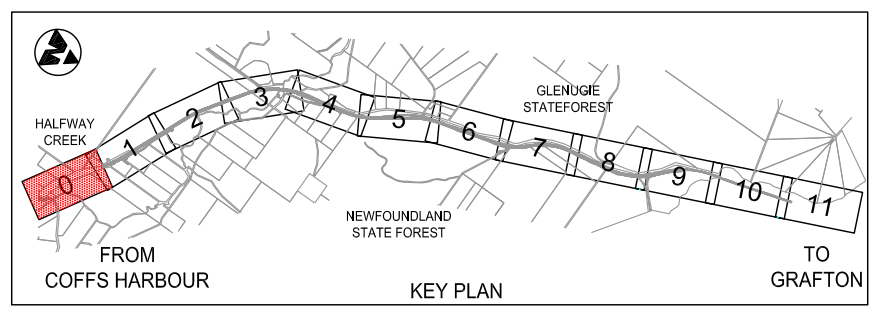 GLENUGIE
STATEFOREST
HALFWAY
CREEK
0
1
2
3
4
5
6
7
8
9
10
11
NEWFOUNDLAND
STATE FOREST
FROM
COFFS HARBOUR
TO
GRAFTON
KEY PLAN